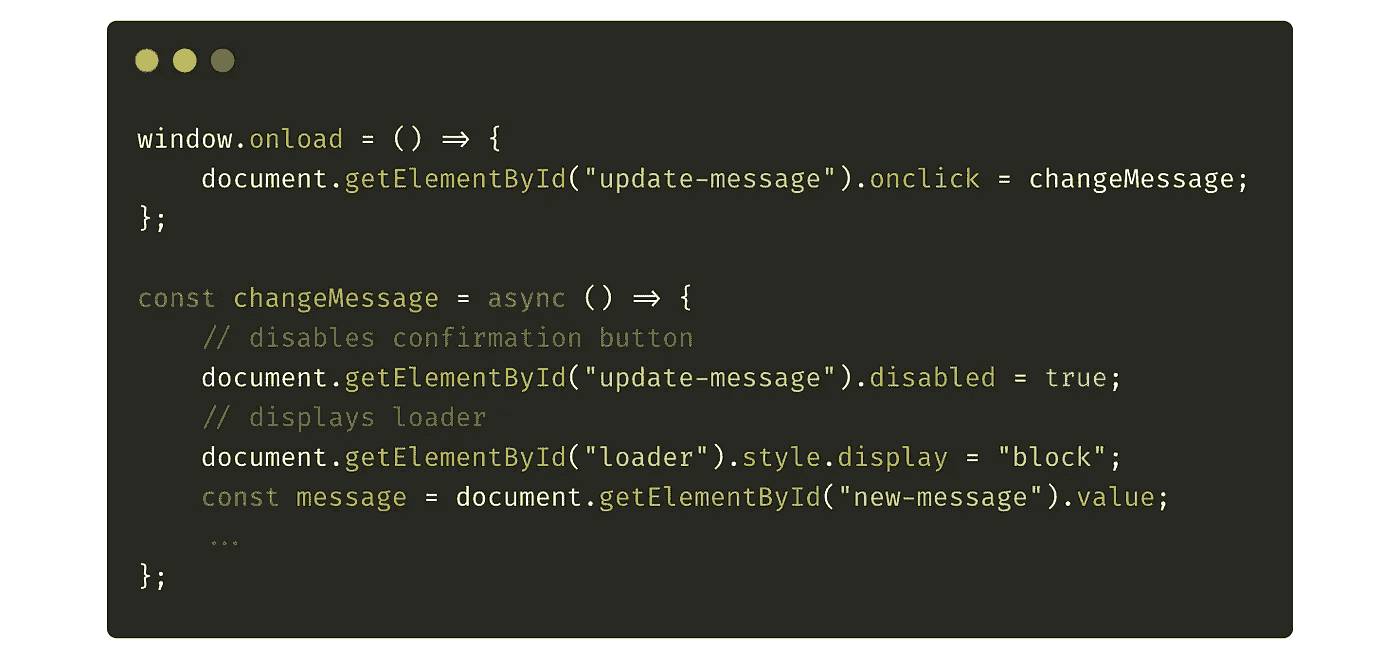 window.onload = () => {
    document.getElementById("update-message").onclick = changeMessage;
};

const changeMessage = async () => {
    // disables confirmation button
    document.getElementById("update-message").disabled = true;
    // displays loader
    document.getElementById("loader").style.display = "block";
    const message = document.getElementById("new-message").value;
    ...
};